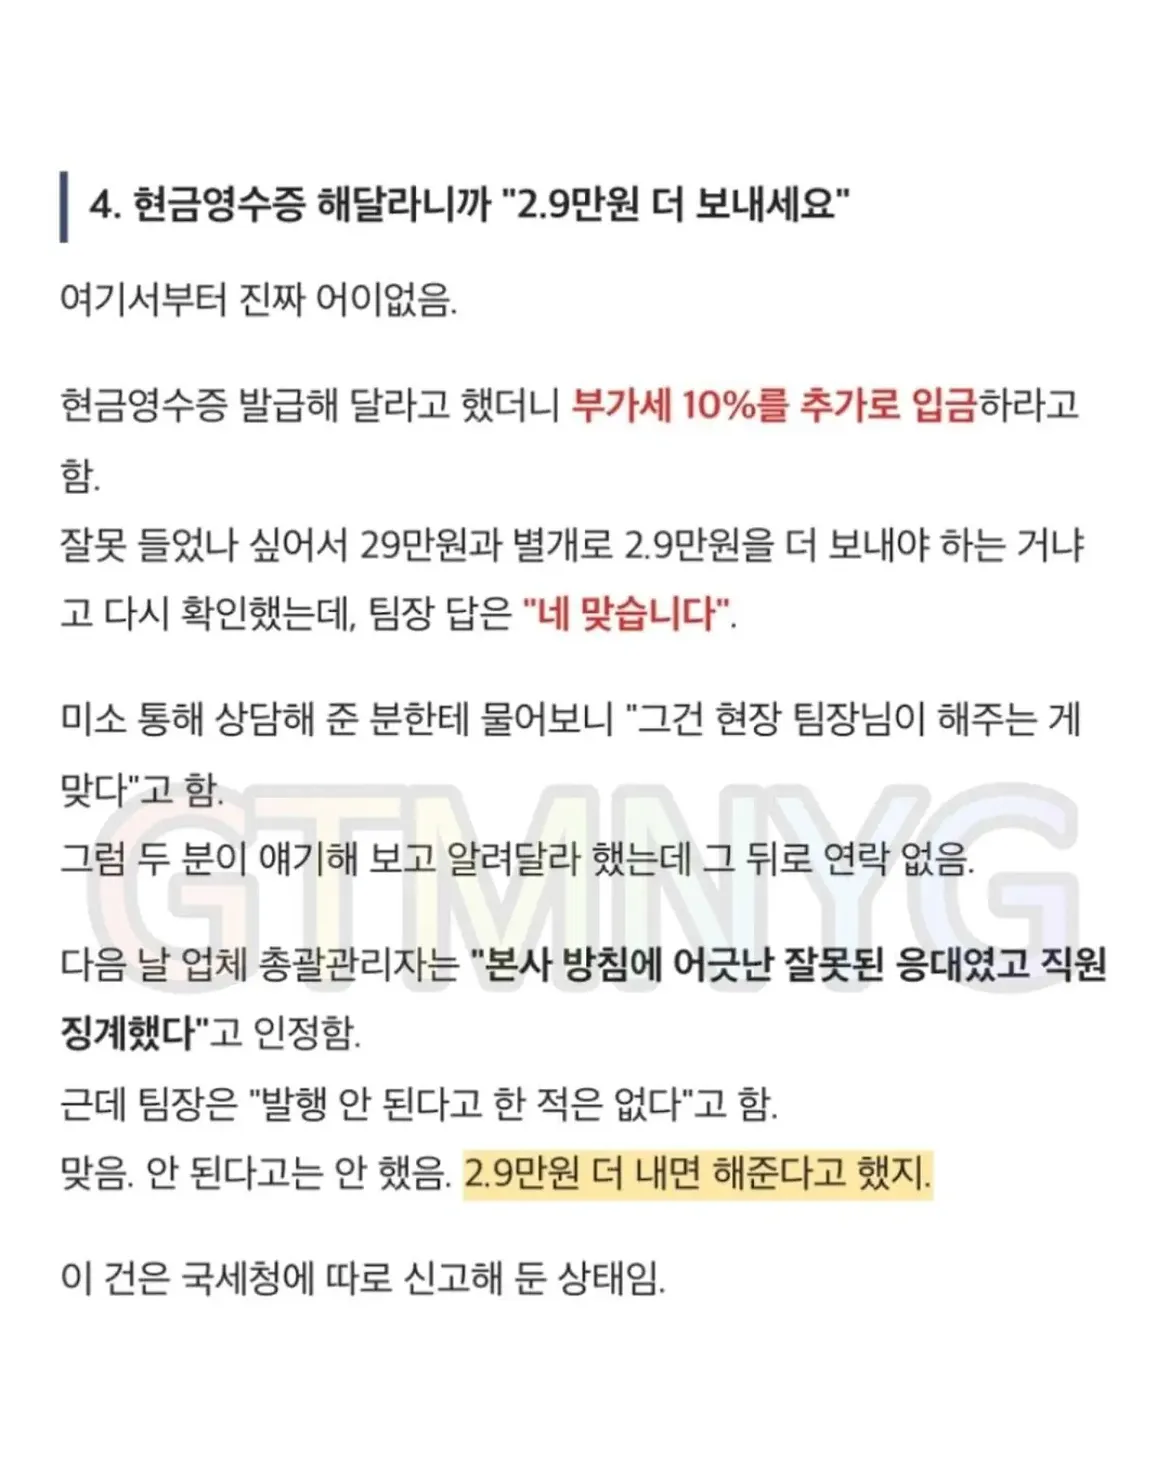 4. 현금영수증 해달라니까 "2.9만원 더 보내세요"
여기서부터 진짜 어이없음.
현금영수증 발급해 달라고 했더니 부가세 10%를 추가로 입금하라고
함.
잘못 들었나 싶어서 29만원과 별개로 2.9만원을 더 보내야 하는 거냐
고 다시 확인했는데, 팀장 답은 "네 맞습니다".
미소 통해 상담해 준 분한테 물어보니 "그건 현장 팀장님이 해주는 게
맞다"고 함.
GTMNYG
그럼 두 분이 얘기해 보고 알려달라 했는데 그 뒤로 연락 없음.
다음 날 업체 총괄관리자는 "본사 방침에 어긋난 잘못된 응대였고 직원
징계했다"고 인정함.
근데 팀장은 "발행 안 된다고 한 적은 없다"고 함.
맞음. 안 된다고는 안 했음. 2.9만원 더 내면 해준다고 했지.
이 건은 국세청에 따로 신고해 둔 상태임.